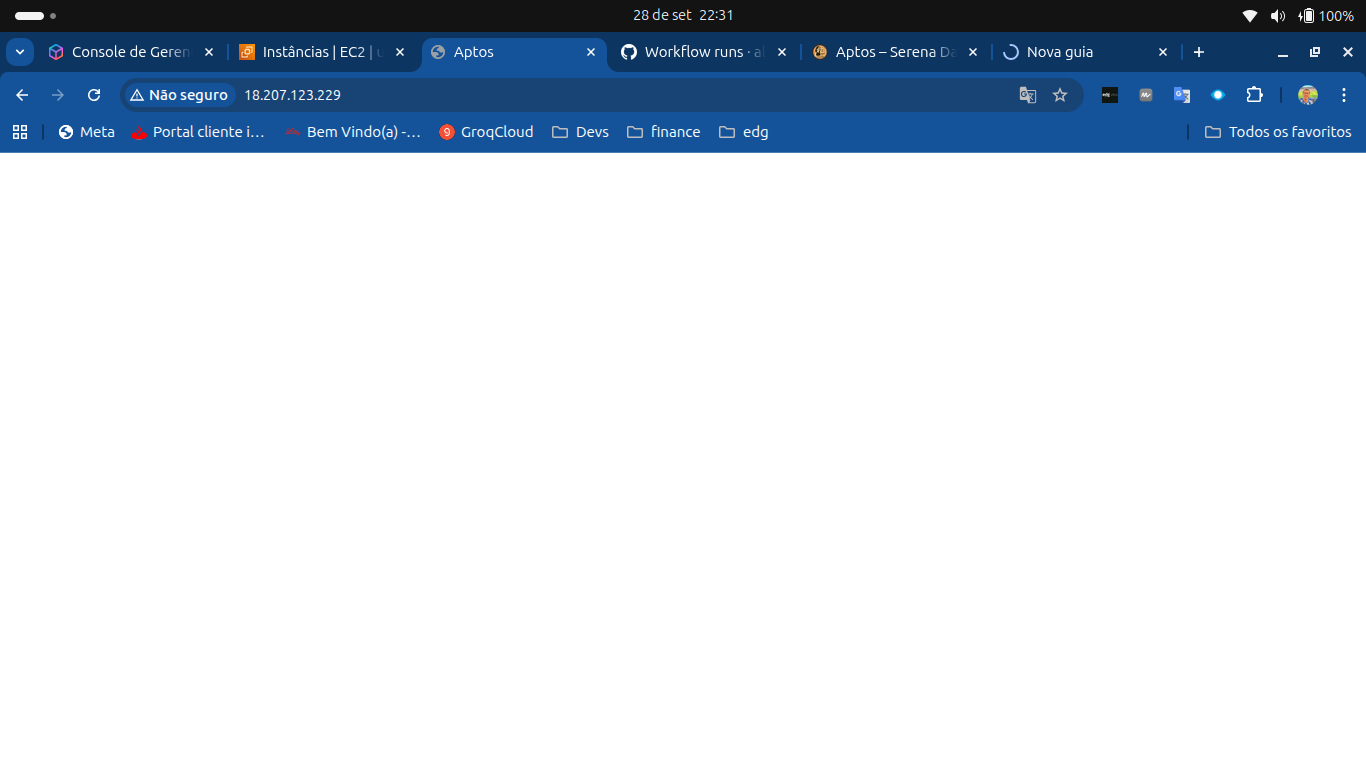 28 de set 22:31
100%
Console de Geren
Instâncias | EC2 | u
Aptos
Workflow runs · al
Aptos – Serena Da
Nova guia
Não seguro
18.207.123.229
Meta
Portal cliente i...
Bem Vindo(a) -...
GroqCloud
Devs
finance
edg
Todos os favoritos